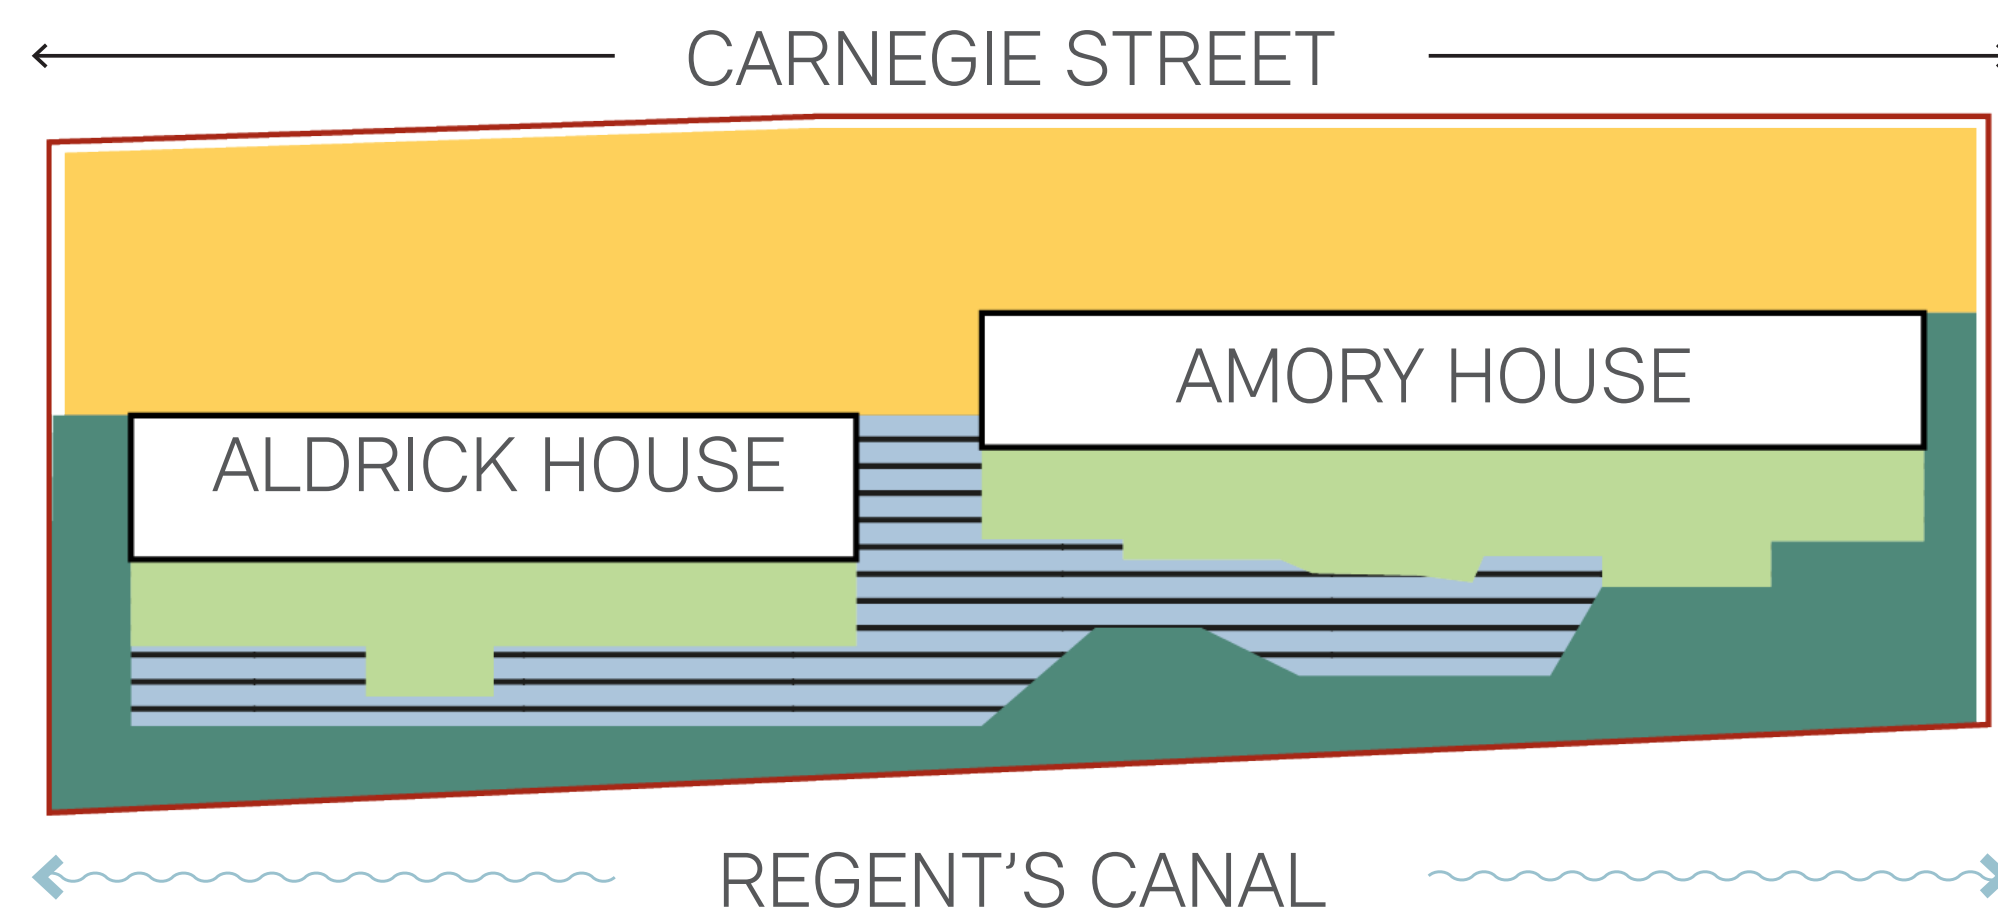 CARNEGIE STREET
AMORY HOUSE
ALDRICK HOUSE
REGENT’S CANAL